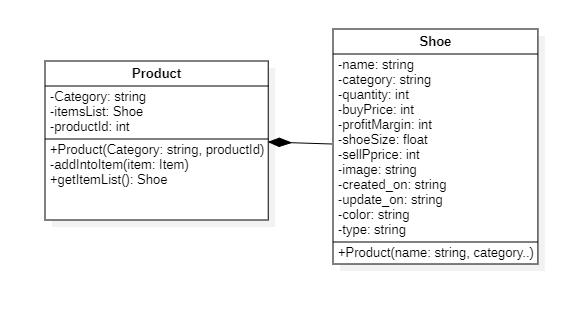 Product
-Category: string
-itemsList: Shoe
-productId: int
+Product(Category: string, productId)
-addIntoItem(item: Item)
+getItemList(): Shoe
Shoe
-name: string
-category: string
-quantity: int
-buyPrice: int
-profitMargin: int
-shoeSize: float
-sellPprice: int
-image: string
-created_on: string
-update_on: string
-color: string
-type: string
+Product(name: string, category..)